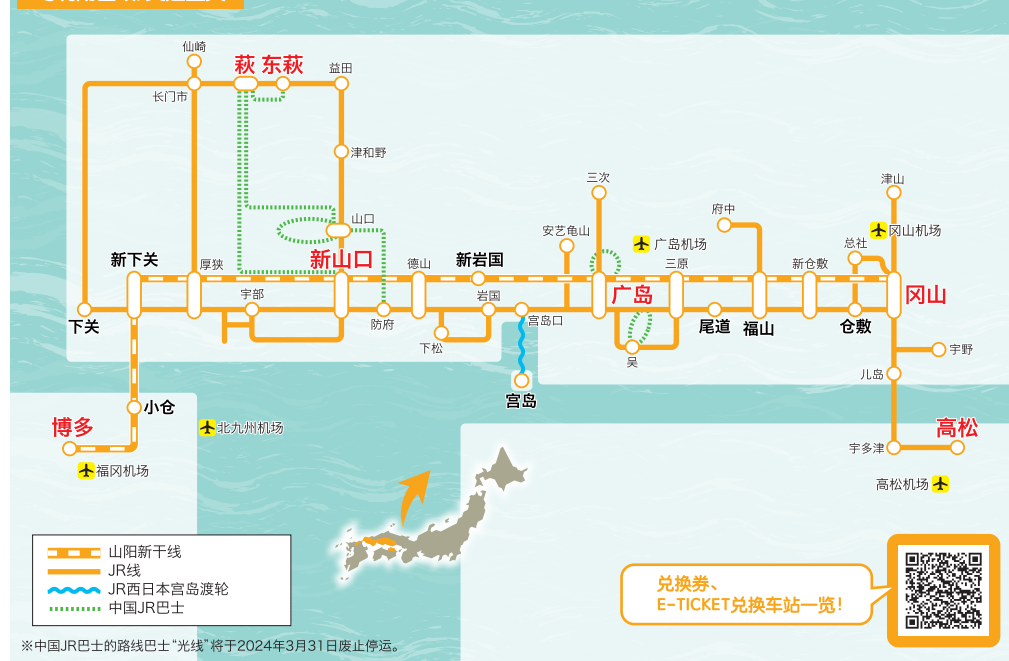 仙崎
萩 东萩
益田
长门市
津和野
山口
三次
津山
府中
冈山机场
安艺龟山
广岛机场
总社
新下关
厚狭
新山口
德山
新岩国
三原
新仓敷
宇部
岩国
广岛
冈山
下关
防府
宫岛口
尾道
福山
仓敷
下松
吴
宇野
儿岛
宫岛
小仓
博多
北九州机场
高松
宇多津
福冈机场
高松机场
山阳新干线
JR线
JR西日本宫岛渡轮
中国JR巴士
兑换券、
E-TICKET兑换车站一览！
※中国JR巴士的路线巴士“光线”将于2024年3月31日废止停运。